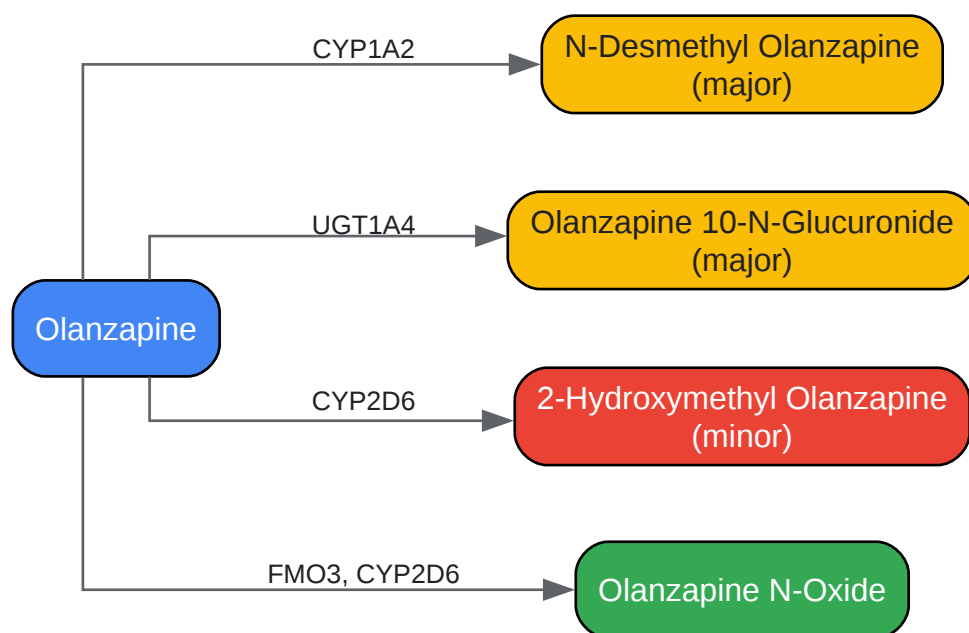 CYP1A2
N-Desmethyl Olanzapine
(major)
UGT1A4
Olanzapine 10-N-Glucuronide
(major)
Olanzapine
CYP2D6
2-Hydroxymethyl Olanzapine
(minor)
FMO3, CYP2D6
Olanzapine N-Oxide